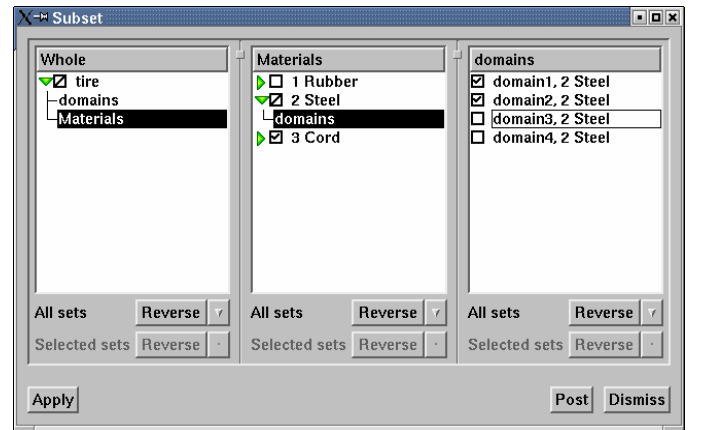 Subset
Whole
tire
domains
Materials
All sets Reverse
Selected sets Reverse
Materials
1 Rubber
2 Steel
domains
3 Cord
All sets Reverse
Selected sets Reverse
domains
domain1, 2 Steel
domain2, 2 Steel
domain3, 2 Steel
domain4, 2 Steel
All sets Reverse
Selected sets Reverse
Apply Post Dismiss